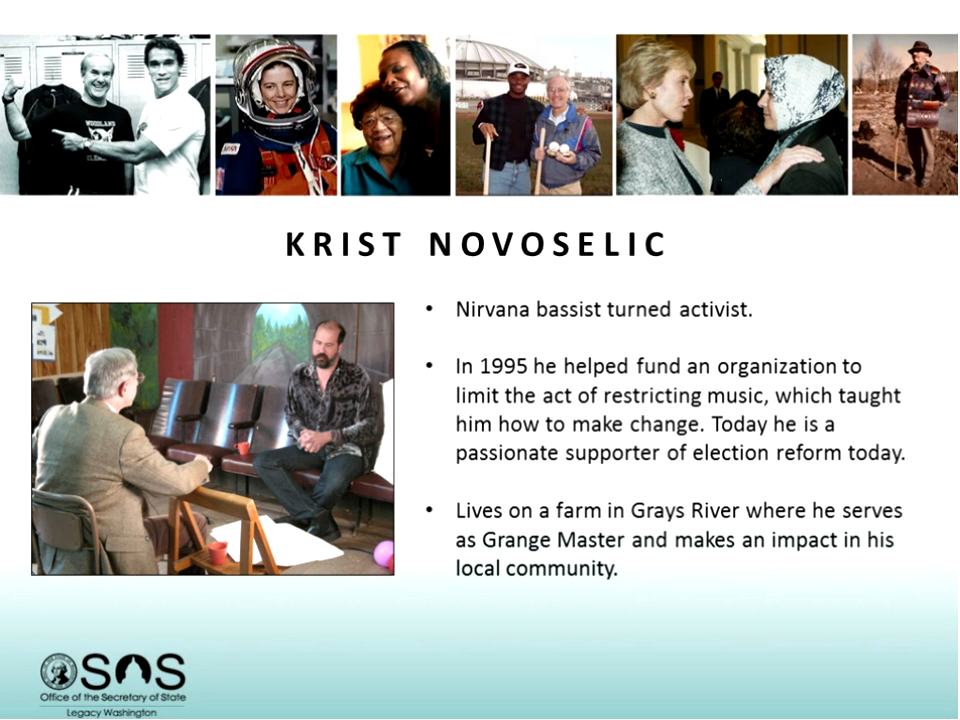 WOODLAND
KRIST NOVOSELIC
• Nirvana bassist turned activist.
• In 1995 he helped fund an organization to
limit the act of restricting music, which taught
him how to make change. Today he is a
passionate supporter of election reform today.
• Lives on a farm in Grays River where he serves
as Grange Master and makes an impact in his
local community.
SOS
Office of the Secretary of State
Legacy Washington